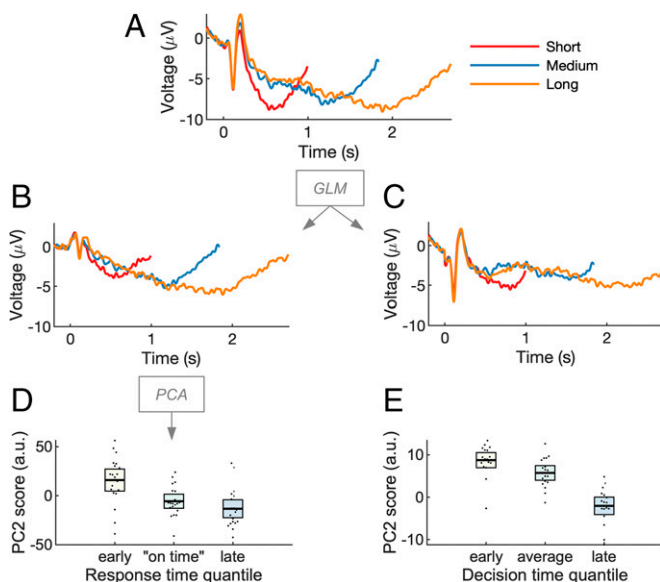 A
Voltage (μV)
0
-5
-10
0
1
2
Time (s)
Short
Medium
Long
GLM
B
Voltage (μV)
0
-5
-10
0
1
2
Time (s)
C
Voltage (μV)
0
-5
-10
0
1
2
Time (s)
PCA
D
PC2 score (a.u.)
50
0
-50
early
"on time"
late
Response time quantile
E
PC2 score (a.u.)
10
0
-10
early
average
late
Decision time quantile